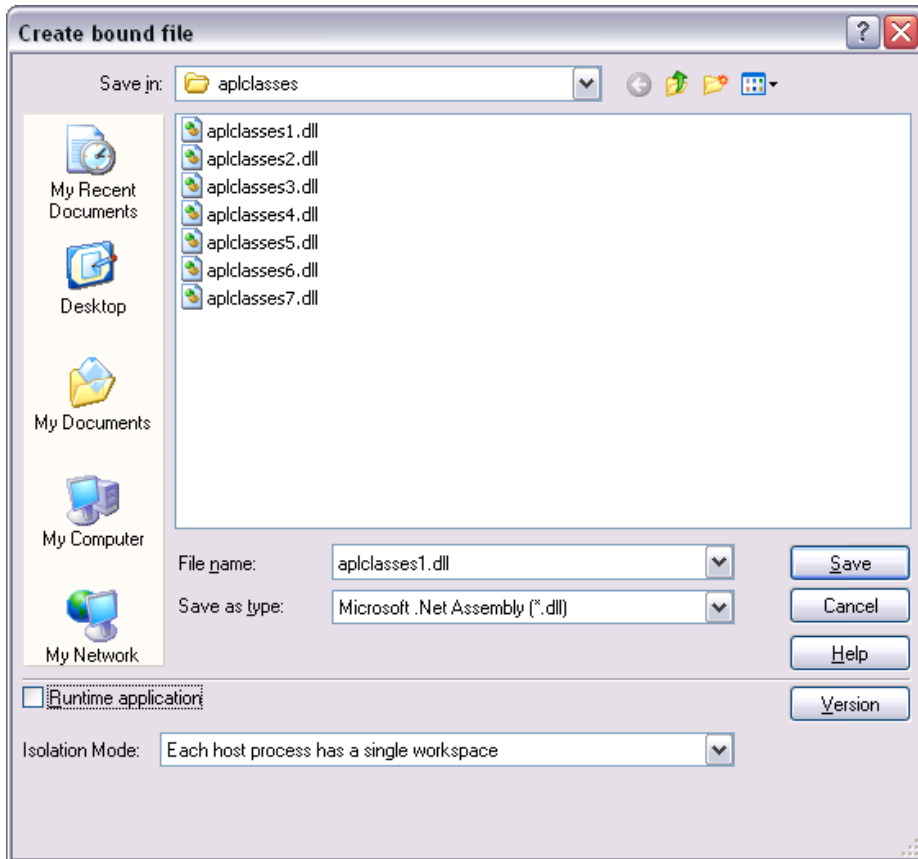 Create bound file
Save in: aplclasses
aplclasses1.dll
aplclasses2.dll
aplclasses3.dll
aplclasses4.dll
aplclasses5.dll
aplclasses6.dll
aplclasses7.dll
My Recent
Documents
Desktop
My Documents
My Computer
My Network
File name: aplclasses1.dll Save
Save as type: Microsoft .Net Assembly (*.dll) Cancel
Help
Runtime application Version
Isolation Mode: Each host process has a single workspace